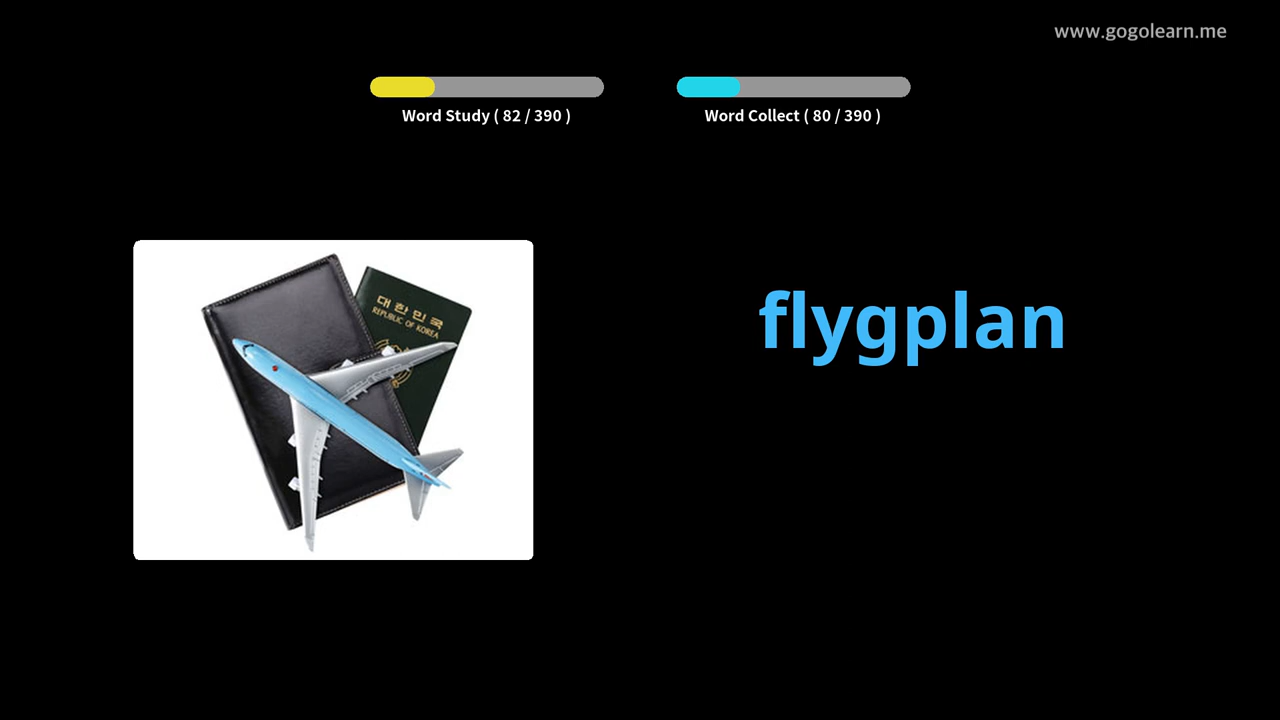 www.gogolearn.me
Word Study ( 82 / 390 )
Word Collect ( 80 / 390 )
대한민국
REPUBLIC OF KOREA
flygplan